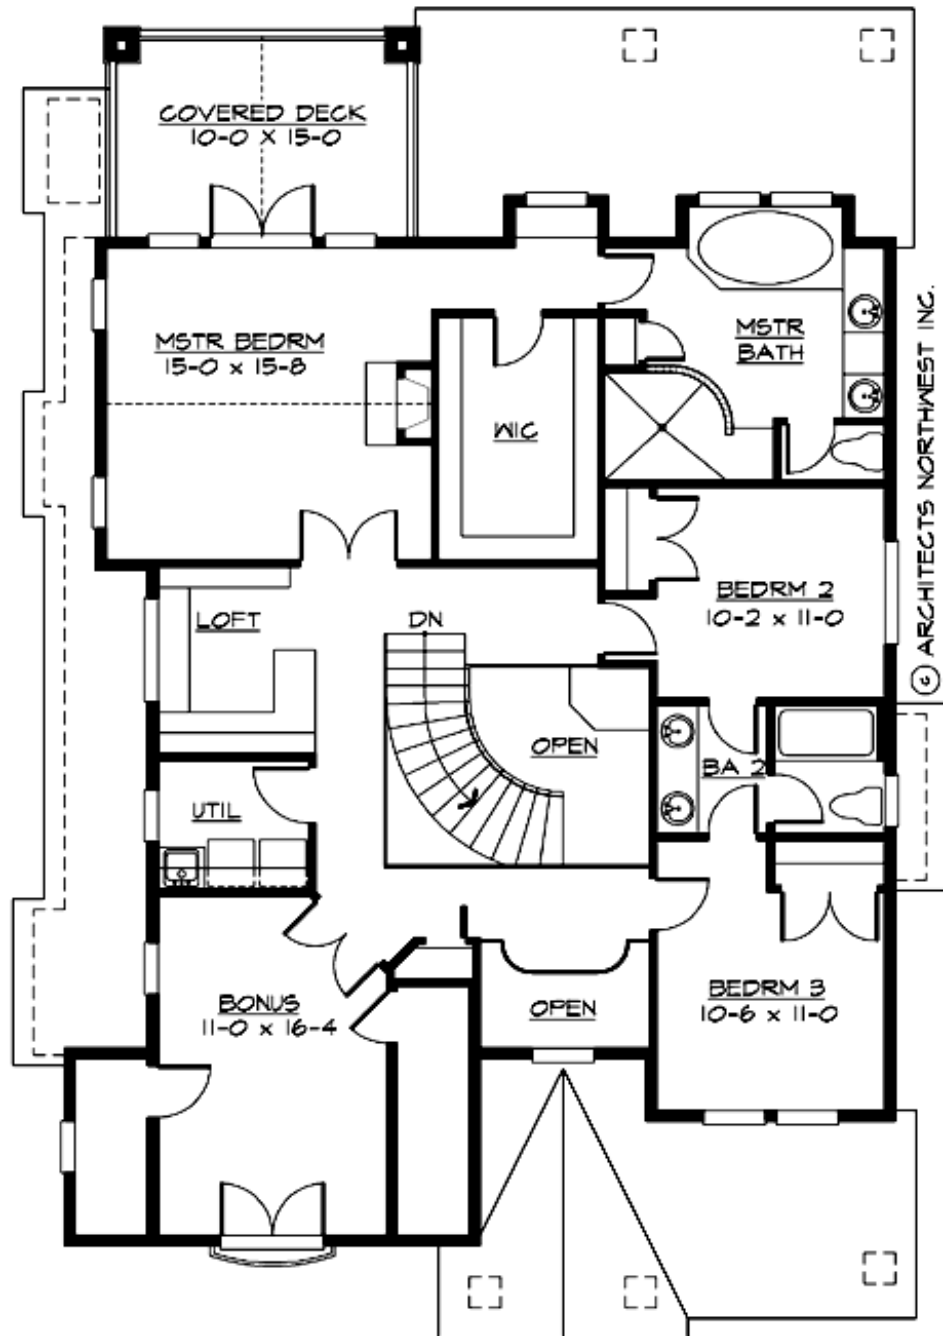 COVERED DECK
10-0 x 15-0
MSTR BEDRM
15-0 x 15-8
MSTR
BATH
WIC
BEDRM 2
10-2 x 11-0
LOFT
DN
OPEN
BA 2
UTIL
BONUS
11-0 x 16-4
OPEN
BEDRM 3
10-6 x 11-0
© ARCHITECTS NORTHWEST INC.